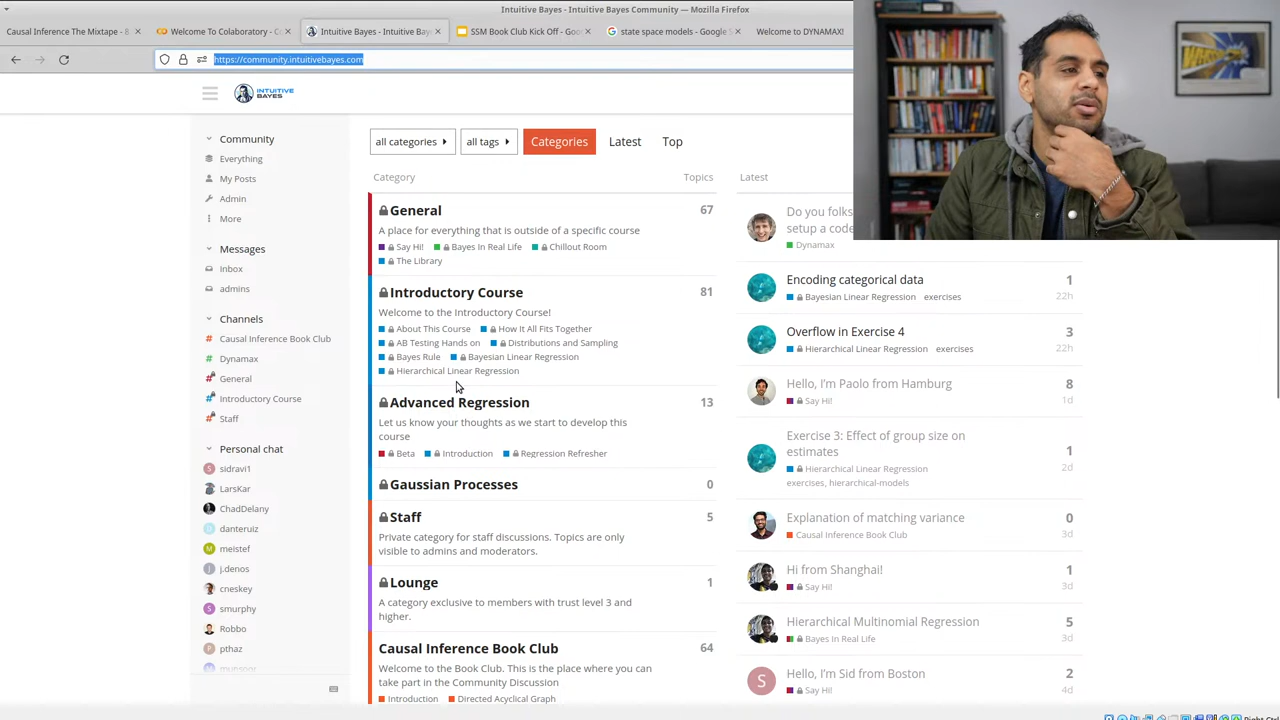 Intuitive Bayes - Intuitive Bayes Community — Mozilla Firefox
Causal Inference The Mixtape - 8
Welcome To Colaboratory - C
Intuitive Bayes - Intuitive Bay
SSM Book Club Kick Off - Goo
state space models - Google S
Welcome to DYNAMAX!
https://community.intuitivebayes.com
INTUITIVE
BAYES
Community
Everything
My Posts
Admin
More
Messages
Inbox
admins
Channels
Causal Inference Book Club
Dynamax
General
Introductory Course
Staff
Personal chat
sidravi1
LarsKar
ChadDelany
danteruiz
meistef
j.denos
cneskey
smurphy
Robbo
pthaz
all categories
all tags
Categories
Latest
Top
Category
Topics
General
67
A place for everything that is outside of a specific course
Say Hi!
Bayes In Real Life
Chillout Room
The Library
Introductory Course
81
Welcome to the Introductory Course!
About This Course
How It All Fits Together
AB Testing Hands on
Distributions and Sampling
Bayes Rule
Bayesian Linear Regression
Hierarchical Linear Regression
Advanced Regression
13
Let us know your thoughts as we start to develop this
course
Beta
Introduction
Regression Refresher
Gaussian Processes
0
Staff
5
Private category for staff discussions. Topics are only
visible to admins and moderators.
Lounge
1
A category exclusive to members with trust level 3 and
higher.
Causal Inference Book Club
64
Welcome to the Book Club. This is the place where you can
take part in the Community Discussion
Introduction
Directed Acyclical Graph
Latest
Do you folks
setup a code
Dynamax
Encoding categorical data
1
Bayesian Linear Regression
exercises
22h
Overflow in Exercise 4
3
Hierarchical Linear Regression
exercises
22h
Hello, I'm Paolo from Hamburg
8
Say Hi!
1d
Exercise 3: Effect of group size on
estimates
1
Hierarchical Linear Regression
2d
exercises, hierarchical-models
Explanation of matching variance
0
Causal Inference Book Club
3d
Hi from Shanghai!
1
Say Hi!
3d
Hierarchical Multinomial Regression
5
Bayes In Real Life
3d
S
Hello, I'm Sid from Boston
2
Say Hi!
4d